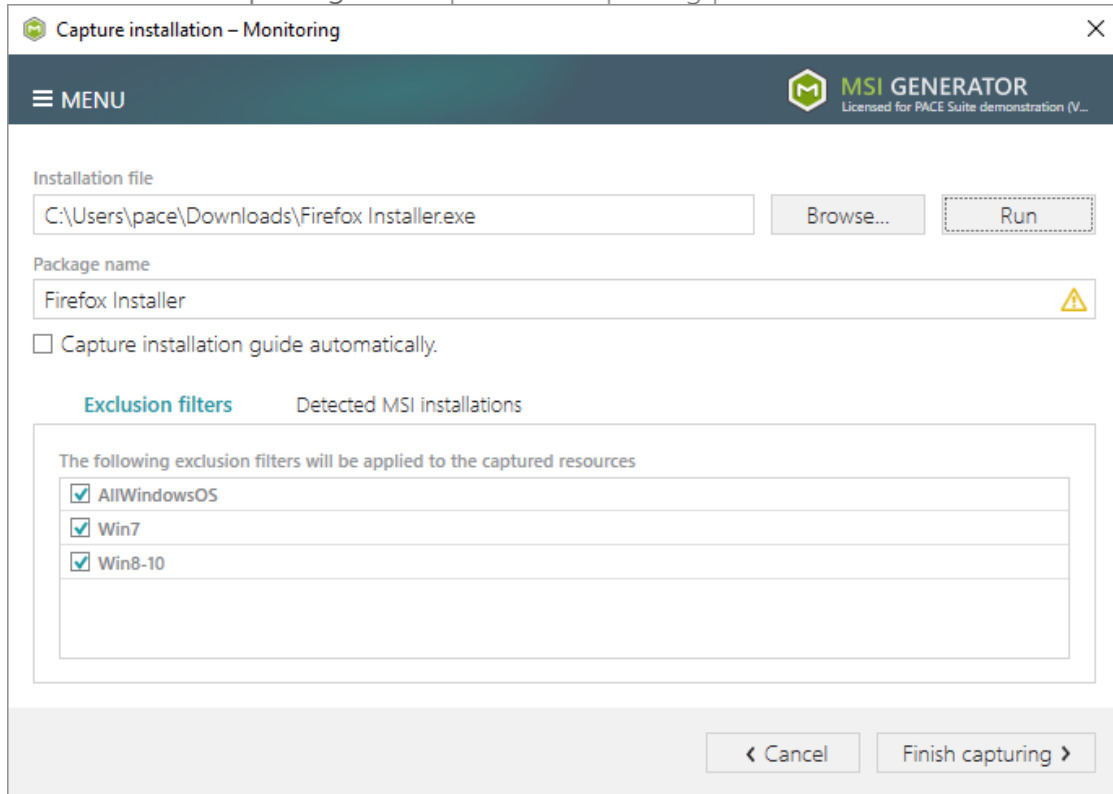 Capture installation – Monitoring
MENU
MSI GENERATOR
Licensed for PACE Suite demonstration (V...
Installation file
C:\Users\pace\Downloads\Firefox Installer.exe
Browse...
Run
Package name
Firefox Installer
Capture installation guide automatically.
Exclusion filters
Detected MSI installations
The following exclusion filters will be applied to the captured resources
AllWindowsOS
Win7
Win8-10
Cancel
Finish capturing